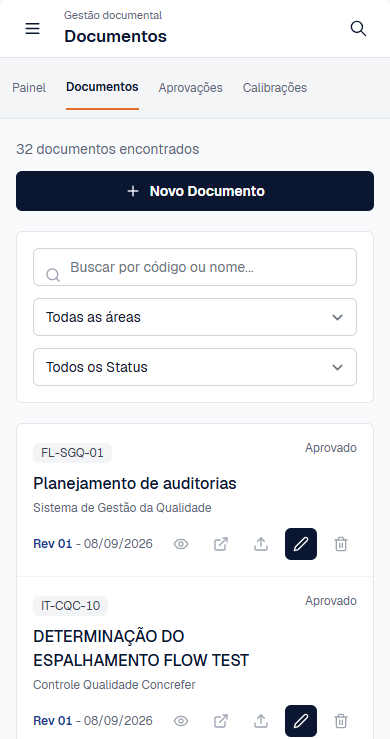 Gestão documental
Documentos
Painel
Documentos
Aprovações
Calibrações
32 documentos encontrados
Novo Documento
Buscar por código ou nome...
Todas as áreas
Todos os Status
FL-SGQ-01
Aprovado
Planejamento de auditorias
Sistema de Gestão da Qualidade
Rev 01 - 08/09/2026
IT-CQC-10
Aprovado
DETERMINAÇÃO DO
ESPALHAMENTO FLOW TEST
Controle Qualidade Concrefer
Rev 01 - 08/09/2026